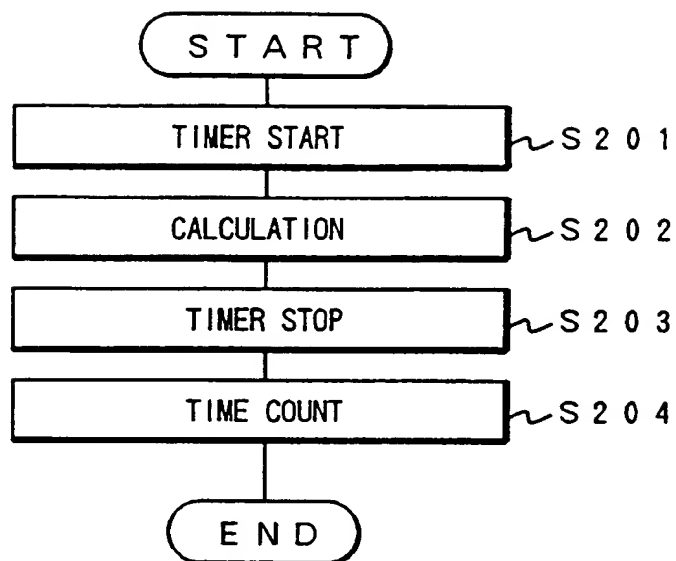 START
TIMER START S201
CALCULATION S202
TIMER STOP S203
TIME COUNT S204
END